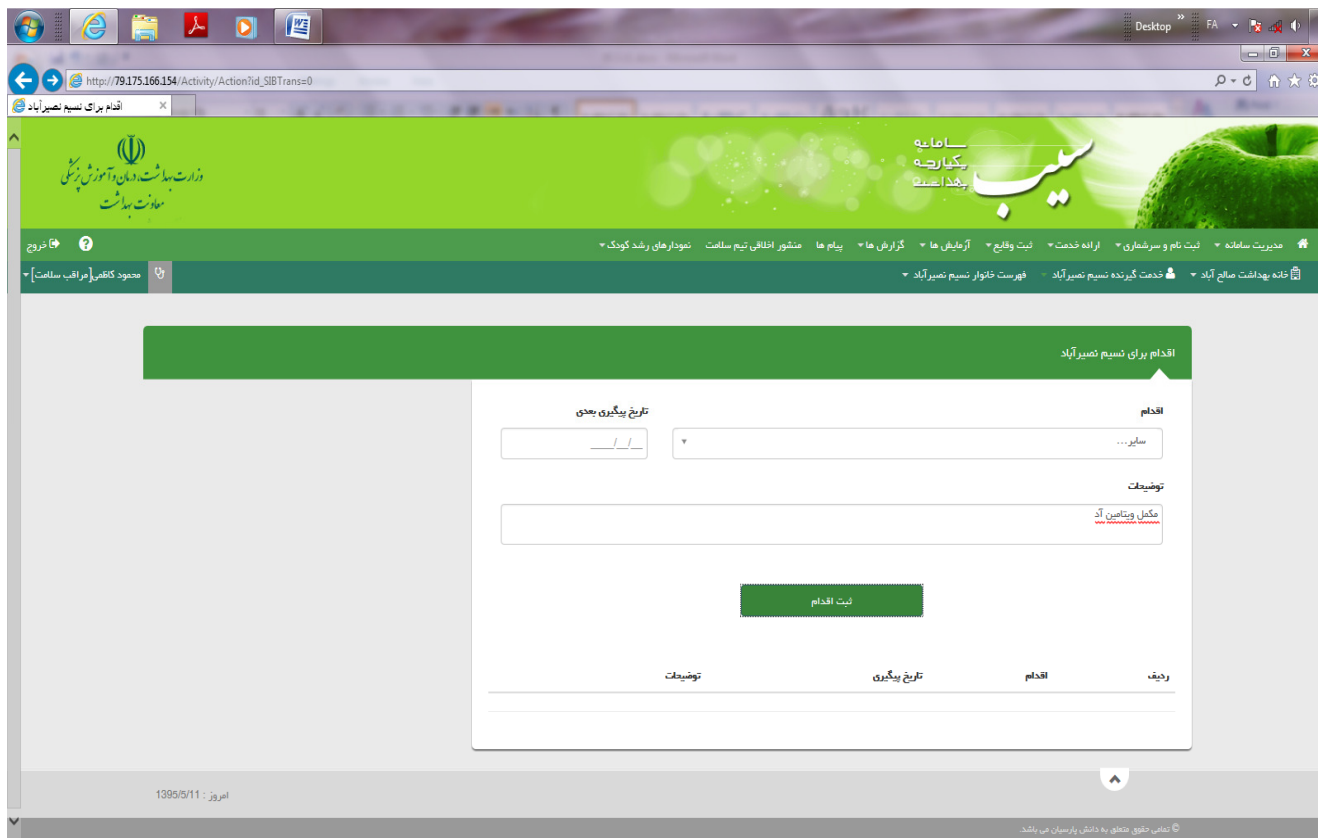 Desktop
FA
http://79.175.166.154/Activity/Action?id_SIBTrans=0
اقدام برای نسیم نصیرآباد
سامانه
یکپارچه
بهداشت
سیب
وزارت بهداشت، درمان و آموزش پزشکی
معاونت بهداشت
مدیریت سامانه ثبت نام و سرشماری ارائه خدمت ثبت وقایع آزمایش ها گزارش ها پیام ها منشور اخلاقی تیم سلامت نمودارهای رشد کودک خروج
خانه بهداشت صالح آباد خدمت گیرنده نسیم نصیرآباد فهرست خانوار نسیم نصیرآباد محمود کاظمی[مراقب سلامت]
اقدام برای نسیم نصیرآباد
اقدام تاریخ پیگیری بعدی
سایر... __/__/____
توضیحات
مکمل ویتامین آد
ثبت اقدام
ردیف اقدام تاریخ پیگیری توضیحات
امروز : 1395/5/11
© تمامی حقوق متعلق به دانش پارسیان می باشد.